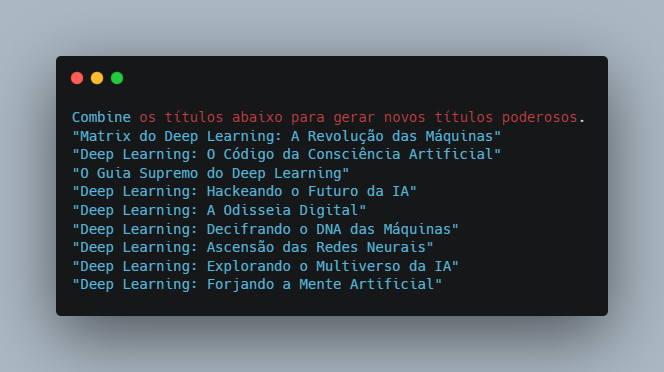 Combine os títulos abaixo para gerar novos títulos poderosos.
"Matrix do Deep Learning: A Revolução das Máquinas"
"Deep Learning: O Código da Consciência Artificial"
"O Guia Supremo do Deep Learning"
"Deep Learning: Hackeando o Futuro da IA"
"Deep Learning: A Odisseia Digital"
"Deep Learning: Decifrando o DNA das Máquinas"
"Deep Learning: Ascensão das Redes Neurais"
"Deep Learning: Explorando o Multiverso da IA"
"Deep Learning: Forjando a Mente Artificial"